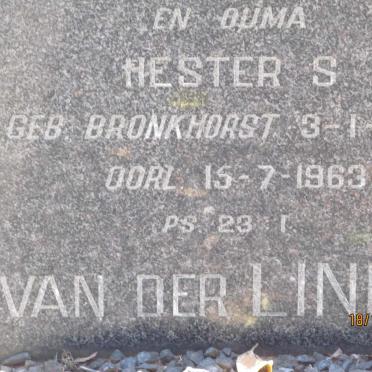 EN OUMA
HESTER S
GEB BRONKHORST 3-1-
OORL 15-7-1963
PS 23 1
VAN DER LIN
18/